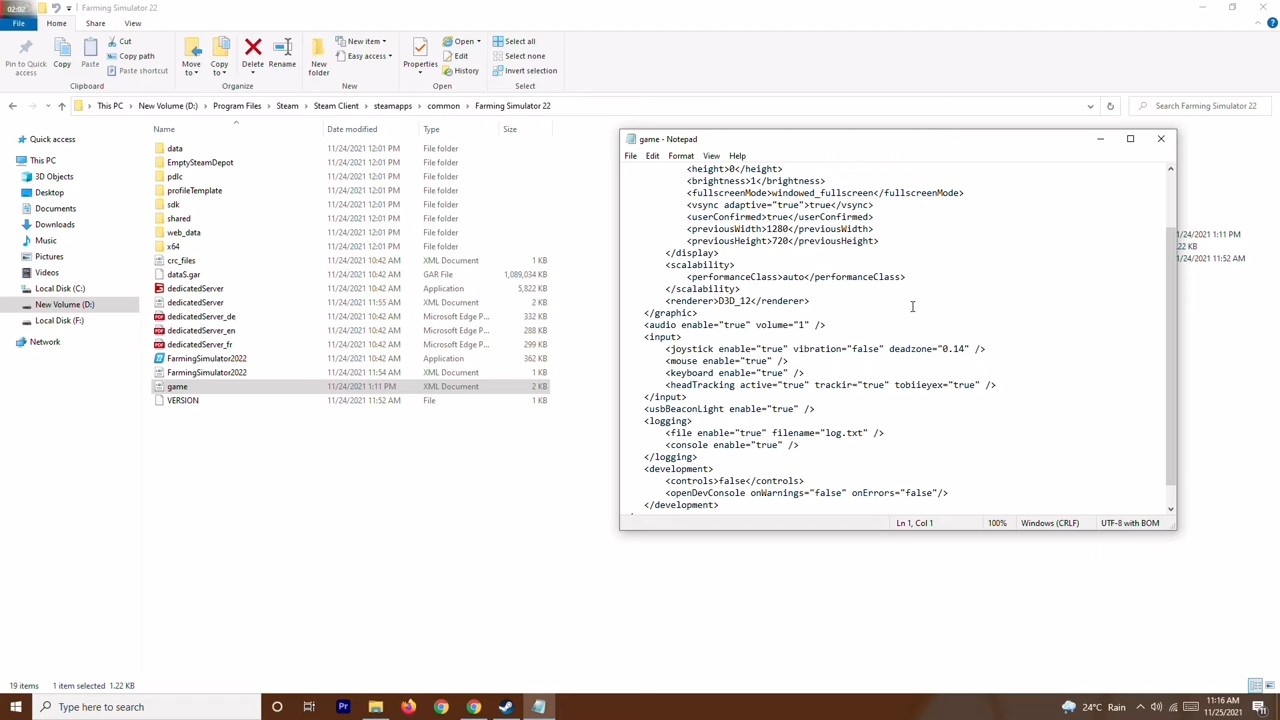 02:02
Farming Simulator 22
File
Home
Share
View
Pin to Quick access
Copy
Paste
Cut
Copy path
Paste shortcut
Clipboard
Move to
Copy to
Delete
Rename
Organize
New folder
New item
Easy access
New
Properties
Open
Edit
History
Open
Select all
Select none
Invert selection
Select
This PC
New Volume (D:)
Program Files
Steam
Steam Client
steamapps
common
Farming Simulator 22
Search Farming Simulator 22
Quick access
This PC
3D Objects
Desktop
Documents
Downloads
Music
Pictures
Videos
Local Disk (C:)
New Volume (D:)
Local Disk (F:)
Network
Name Date modified Type Size
data 11/24/2021 12:01 PM File folder
EmptySteamDepot 11/24/2021 12:01 PM File folder
pdlc 11/24/2021 12:01 PM File folder
profileTemplate 11/24/2021 12:01 PM File folder
sdk 11/24/2021 12:01 PM File folder
shared 11/24/2021 12:01 PM File folder
web_data 11/24/2021 12:01 PM File folder
x64 11/24/2021 12:01 PM File folder
crc_files 11/24/2021 10:42 AM XML Document 1 KB
dataS.gar 11/24/2021 10:42 AM GAR File 1,089,034 KB
dedicatedServer 11/24/2021 10:42 AM Application 5,822 KB
dedicatedServer 11/24/2021 11:55 AM XML Document 2 KB
dedicatedServer_de 11/24/2021 10:42 AM Microsoft Edge P... 332 KB
dedicatedServer_en 11/24/2021 10:42 AM Microsoft Edge P... 288 KB
dedicatedServer_fr 11/24/2021 10:42 AM Microsoft Edge P... 299 KB
FarmingSimulator2022 11/24/2021 10:42 AM Application 362 KB
FarmingSimulator2022 11/24/2021 11:54 AM XML Document 1 KB
game 11/24/2021 1:11 PM XML Document 2 KB
VERSION 11/24/2021 11:52 AM File 1 KB
game - Notepad
File Edit Format View Help
<height>0</height>
<brightness>1</brightness>
<fullscreenMode>windowed_fullscreen</fullscreenMode>
<vsync adaptive="true">true</vsync>
<userConfirmed>true</userConfirmed>
<previousWidth>1280</previousWidth>
<previousHeight>720</previousHeight>
</display>
<scalability>
<performanceClass>auto</performanceClass>
</scalability>
<renderer>D3D_12</renderer>
</graphic>
<audio enable="true" volume="1" />
<input>
<joystick enable="true" vibration="false" deadzone="0.14" />
<mouse enable="true" />
<keyboard enable="true" />
<headTracking active="true" trackir="true" tobiieyex="true" />
</input>
<usbBeaconLight enable="true" />
<logging>
<file enable="true" filename="log.txt" />
<console enable="true" />
</logging>
<development>
<controls>false</controls>
<openDevConsole onWarnings="false" onErrors="false"/>
</development>
Ln 1, Col 1
100%
Windows (CRLF)
UTF-8 with BOM
1/24/2021 1:11 PM
.22 KB
1/24/2021 11:52 AM
19 items
1 item selected 1.22 KB
Type here to search
Pr
24°C Rain
11:16 AM
11/25/2021
11